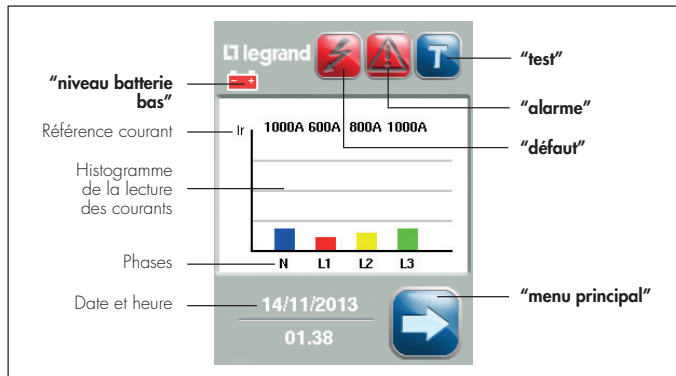 legrand
T
"test"
"niveau batterie
bas"
"alarme"
Référence courant
Ir
1000A 600A 800A 1000A
"défaut"
Histogramme
de la lecture
des courants
Phases
N L1 L2 L3
Date et heure
14/11/2013
"menu principal"
01.38